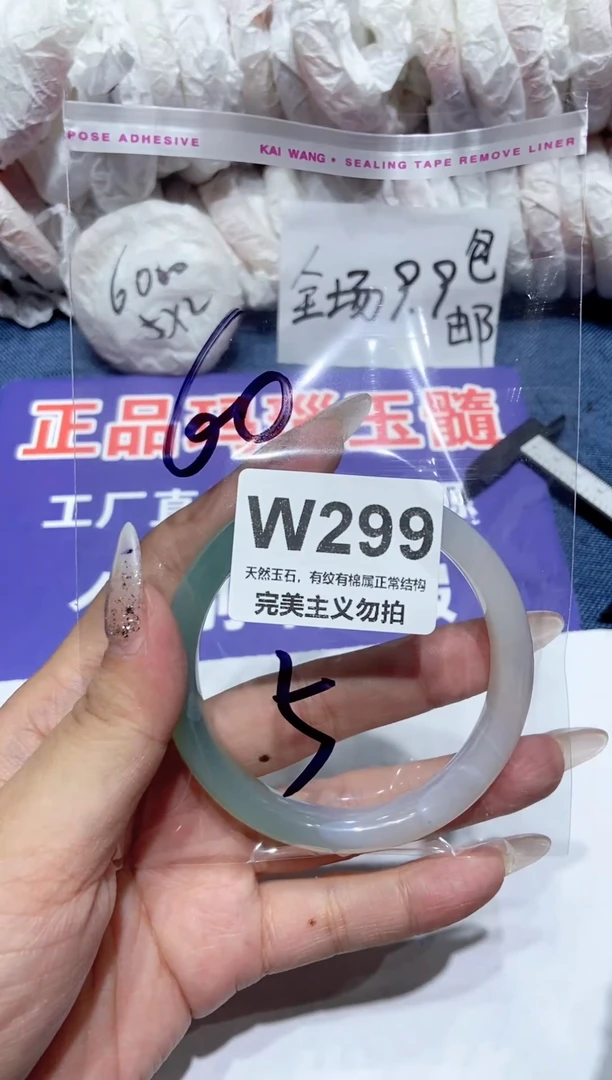 POSE ADHESIVE KAI WANG • SEALING TAPE REMOVE LINER
6000
5X2
全场9.9包邮
60
正品玛瑙玉髓
工厂直
W299
天然玉石，有纹有棉属正常结构
完美主义勿拍
5